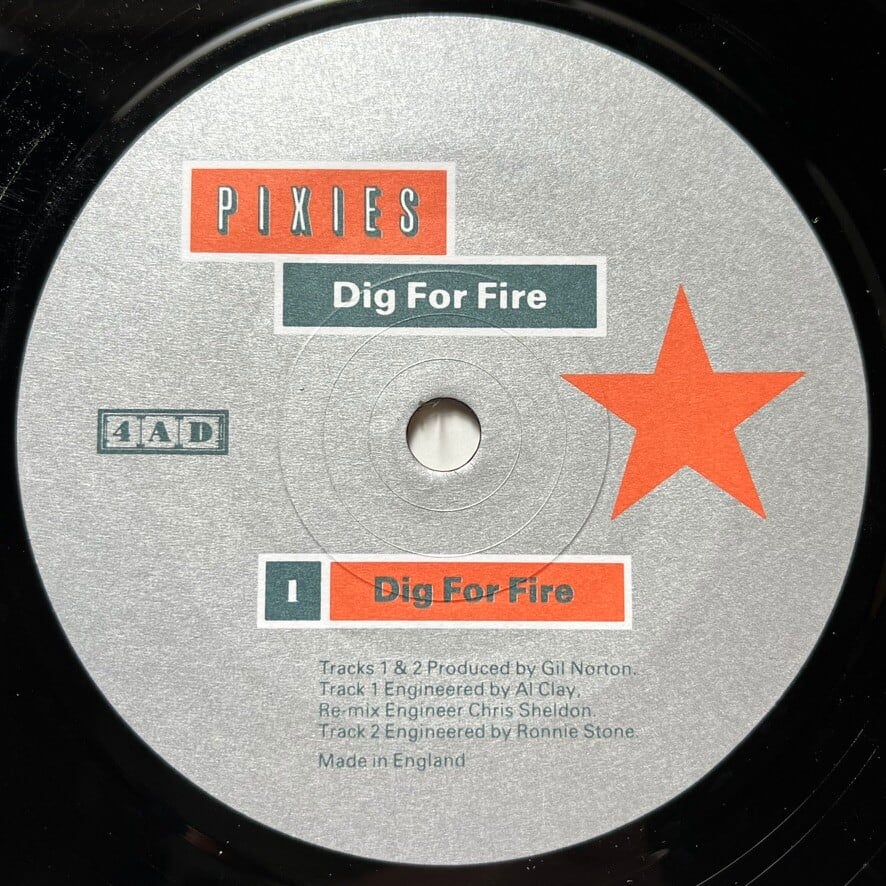 PIXIES
Dig For Fire
4AD
1 Dig For Fire
Tracks 1 & 2 Produced by Gil Norton.
Track 1 Engineered by Al Clay,
Re-mix Engineer Chris Sheldon.
Track 2 Engineered by Ronnie Stone.
Made in England